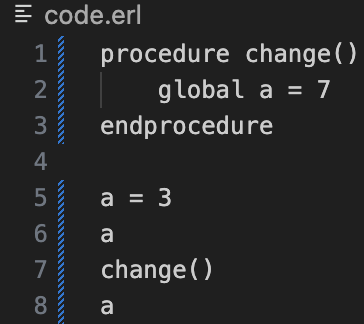 code.erl
1 procedure change()
2     global a = 7
3 endprocedure
4
5 a = 3
6 a
7 change()
8 a